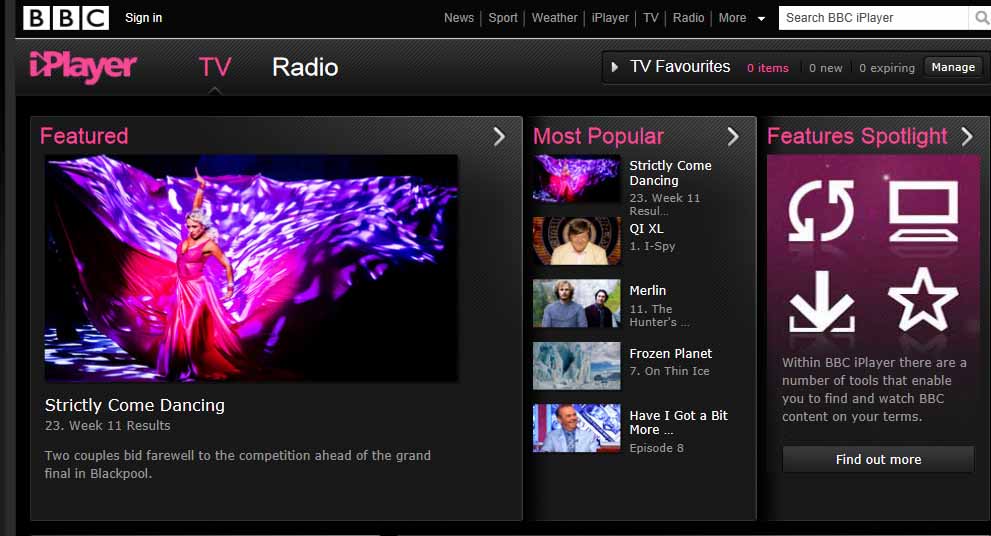 BBC Sign in News Sport Weather iPlayer TV Radio More Search BBC iPlayer
iPlayer TV Radio TV Favourites 0 items 0 new 0 expiring Manage
Featured
Strictly Come Dancing
23. Week 11 Results
Two couples bid farewell to the competition ahead of the grand
final in Blackpool.
Most Popular
Strictly Come
Dancing
23. Week 11
Resul...
QI XL
1. I-Spy
Merlin
11. The
Hunter's ...
Frozen Planet
7. On Thin Ice
Have I Got a Bit
More ...
Episode 8
Features Spotlight
Within BBC iPlayer there are a
number of tools that enable
you to find and watch BBC
content on your terms.
Find out more